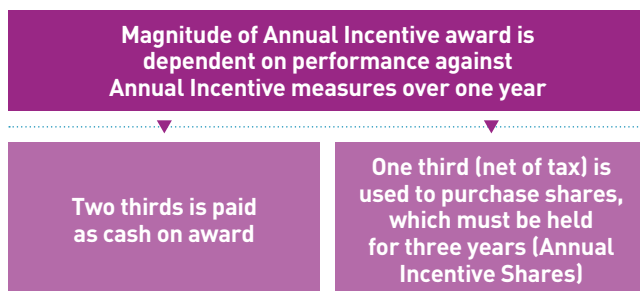 Magnitude of Annual Incentive award is
dependent on performance against
Annual Incentive measures over one year
Two thirds is paid
as cash on award
One third (net of tax) is
used to purchase shares,
which must be held
for three years (Annual
Incentive Shares)